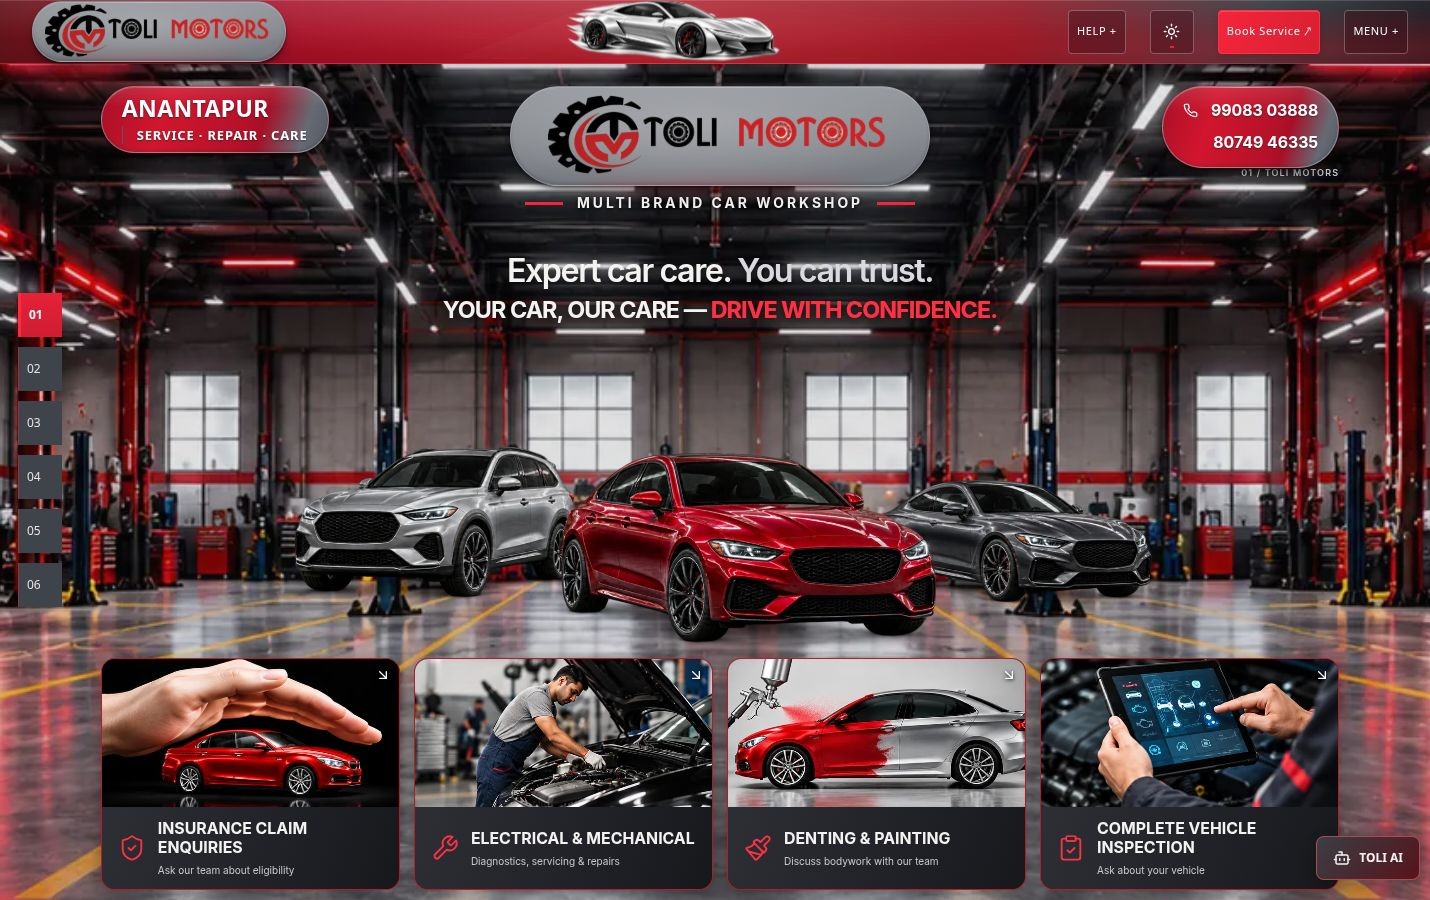 TOLI MOTORS
HELP +
Book Service ↗
MENU +
ANANTAPUR
SERVICE · REPAIR · CARE
TOLI MOTORS
MULTI BRAND CAR WORKSHOP
99083 03888
80749 46335
01 / TOLI MOTORS
Expert car care. You can trust.
YOUR CAR, OUR CARE — DRIVE WITH CONFIDENCE.
01
02
03
04
05
06
INSURANCE CLAIM
ENQUIRIES
Ask our team about eligibility
ELECTRICAL & MECHANICAL
Diagnostics, servicing & repairs
DENTING & PAINTING
Discuss bodywork with our team
COMPLETE VEHICLE
INSPECTION
Ask about your vehicle
TOLI AI